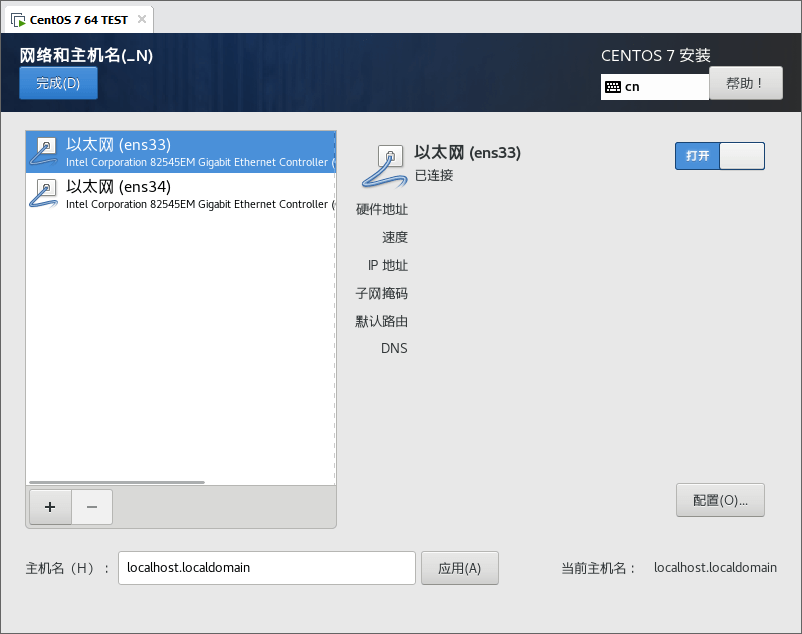 CentOS 7 64 TEST
网络和主机名(_N)
CENTOS 7 安装
完成(D)
cn
帮助！
以太网 (ens33)
Intel Corporation 82545EM Gigabit Ethernet Controller (
以太网 (ens34)
Intel Corporation 82545EM Gigabit Ethernet Controller (
以太网 (ens33)
已连接
打开
硬件地址
速度
IP 地址
子网掩码
默认路由
DNS
+
−
配置(O)...
主机名（H）：
localhost.localdomain
应用(A)
当前主机名：
localhost.localdomain